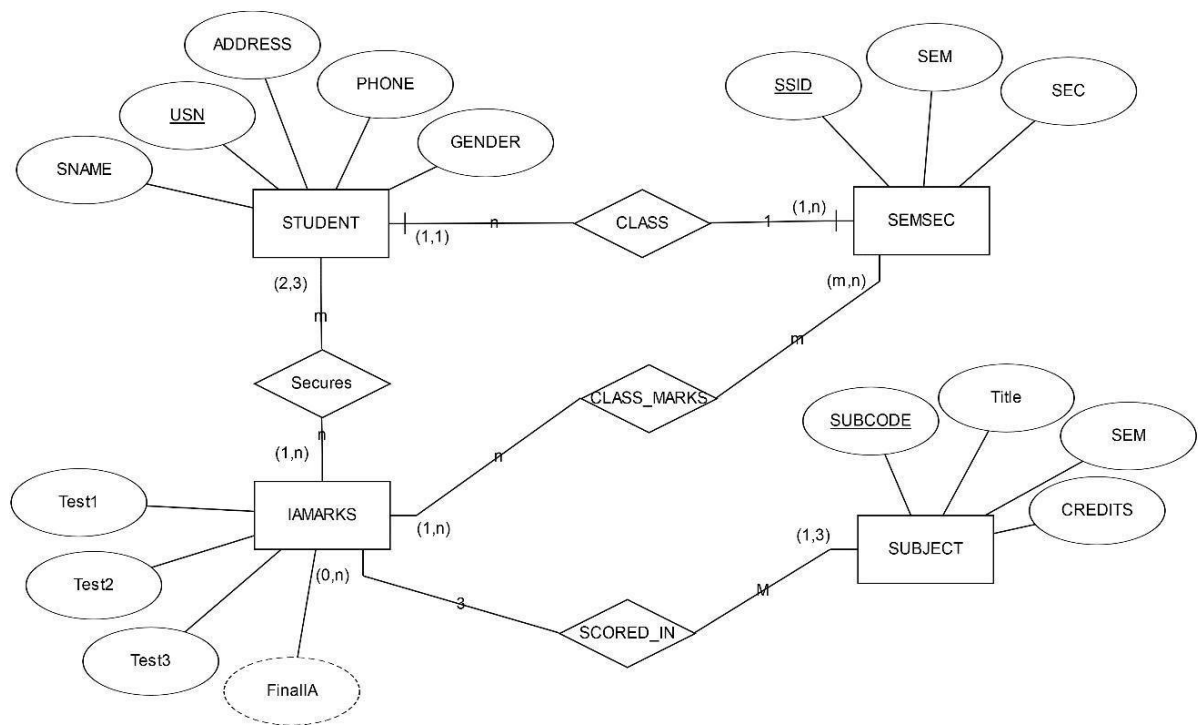 ADDRESS
SEM
PHONE
SSID
SEC
USN
GENDER
SNAME
STUDENT
(1,1)
n
CLASS
1
(1,n)
SEMSEC
(2,3)
(m,n)
m
m
Secures
CLASS_MARKS
n
n
(1,n)
SUBCODE
Title
SEM
CREDITS
Test1
IAMARKS
(1,n)
(1,3)
SUBJECT
Test2
(0,n)
3
M
SCORED_IN
Test3
FinalIA